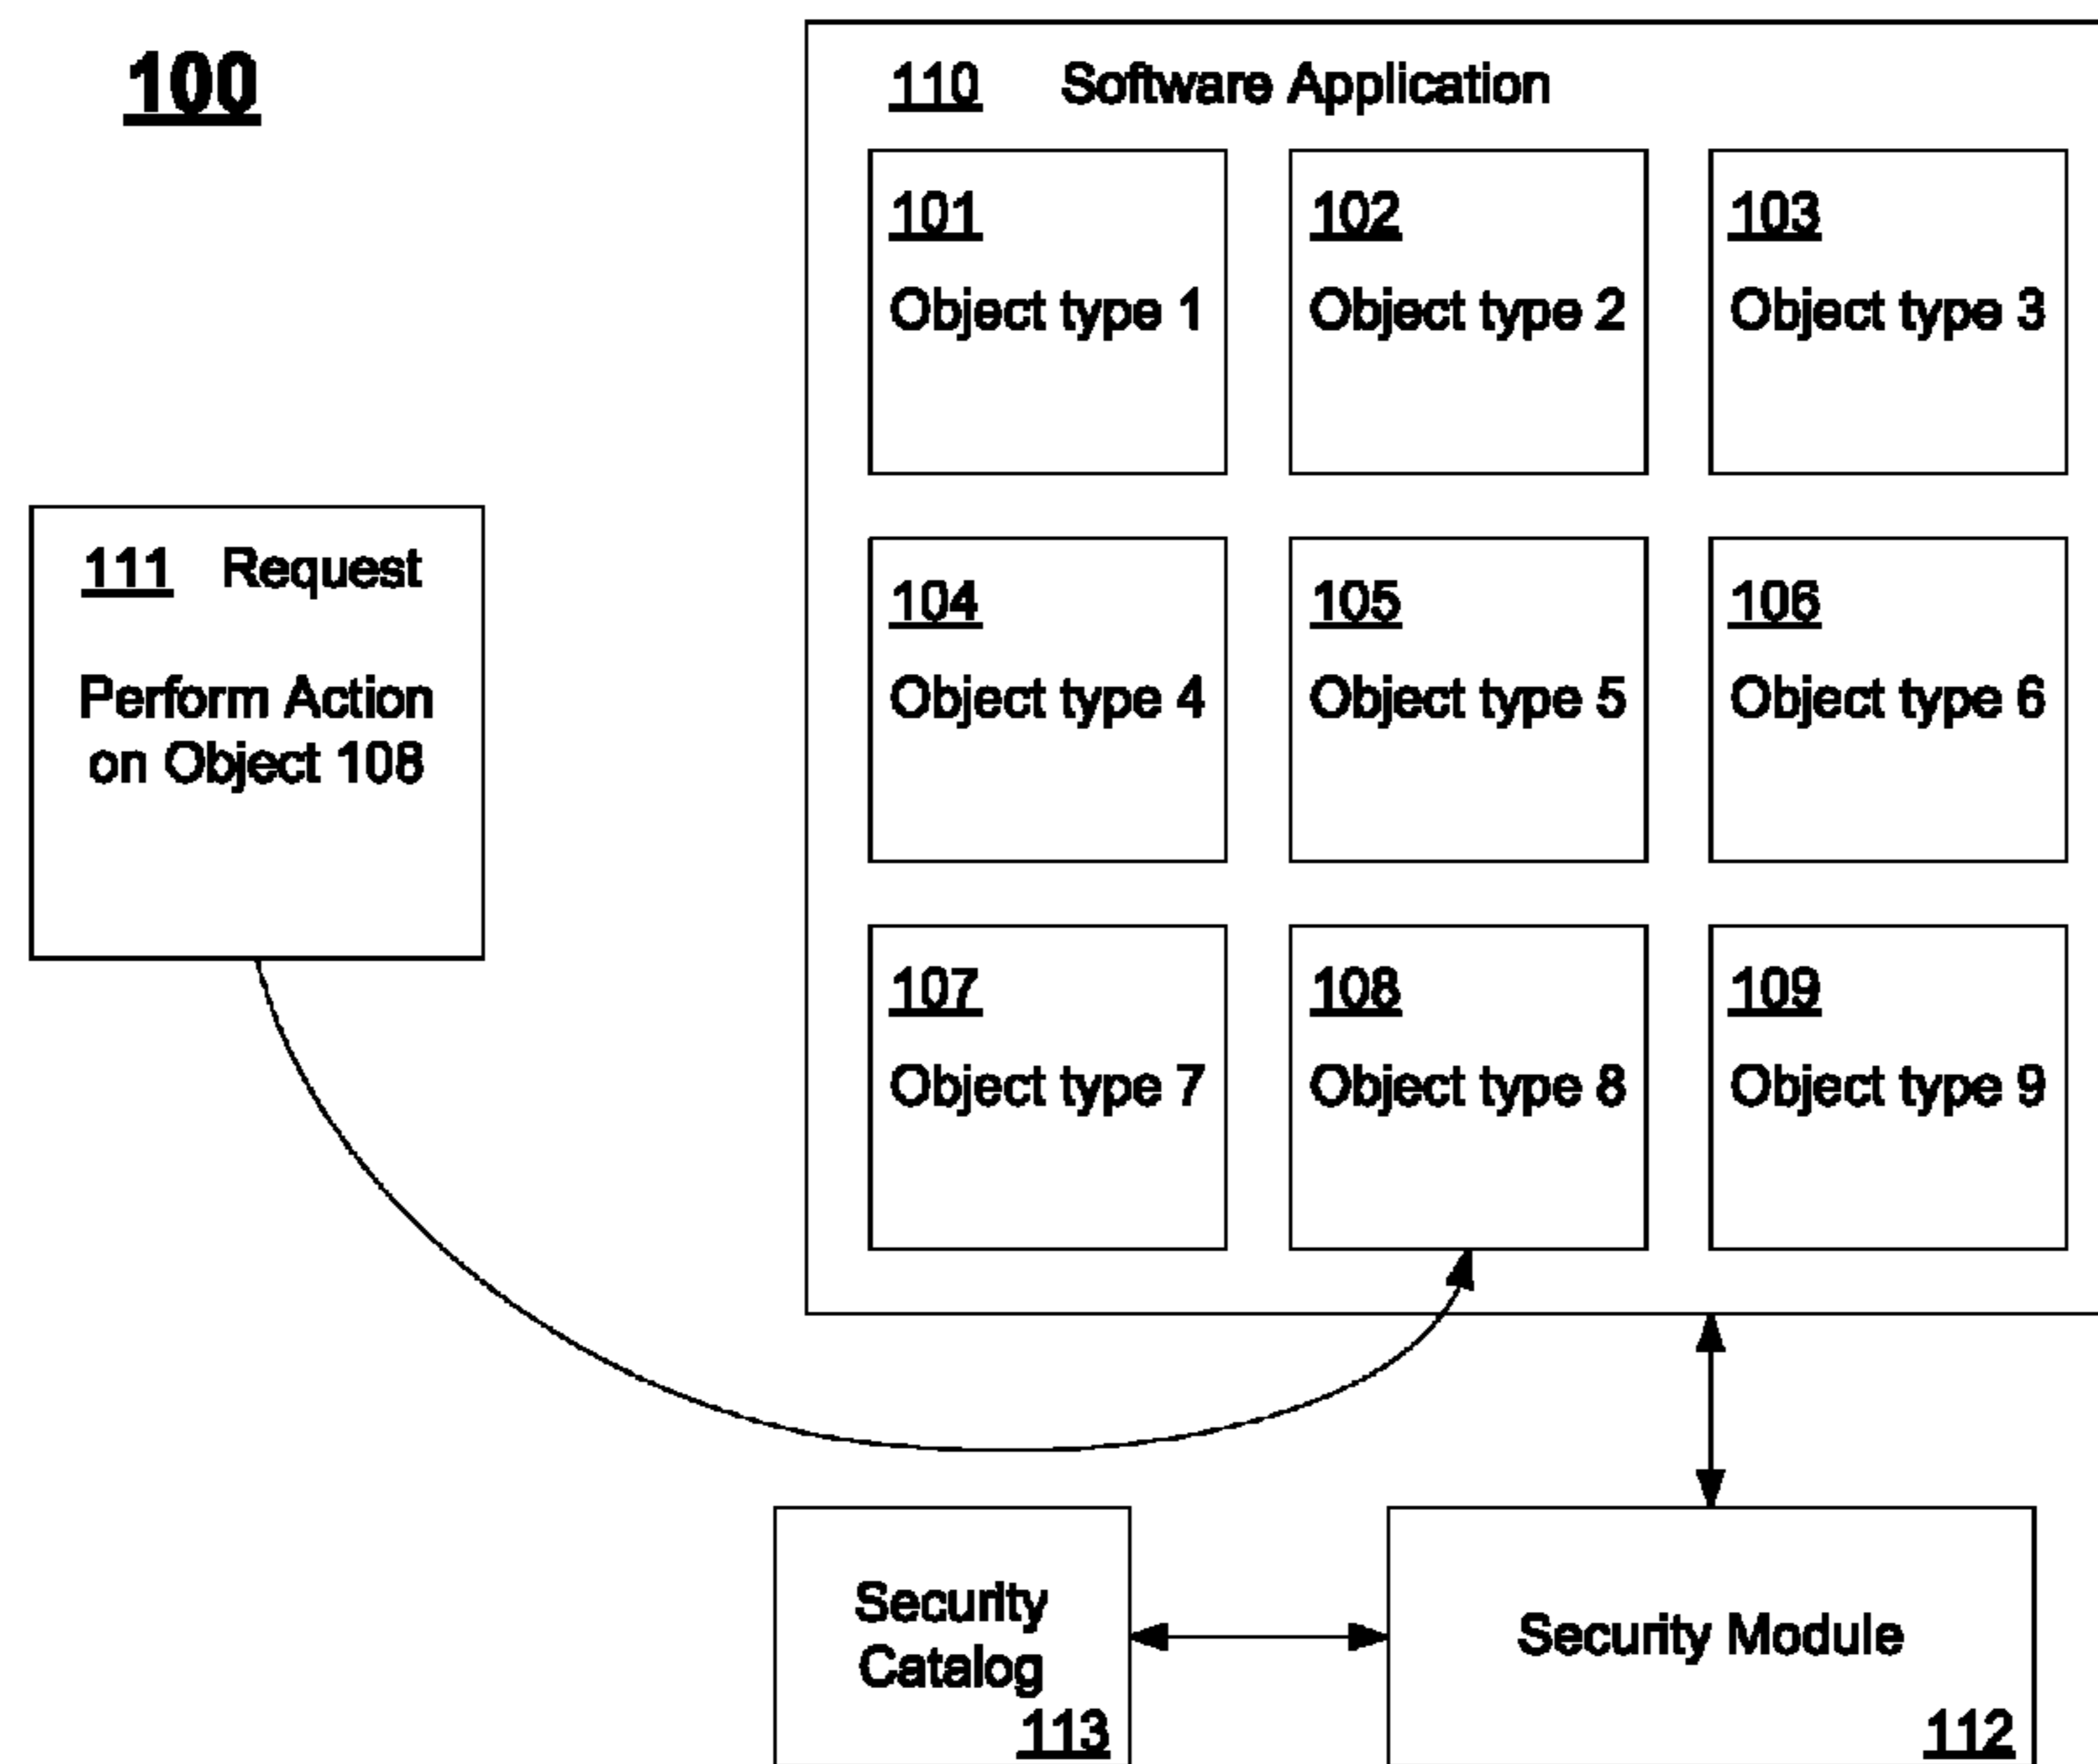 100
110 Software Application
101
Object type 1
102
Object type 2
103
Object type 3
111 Request
Perform Action
on Object 108
104
Object type 4
105
Object type 5
106
Object type 6
107
Object type 7
108
Object type 8
109
Object type 9
Security
Catalog
113
Security Module
112